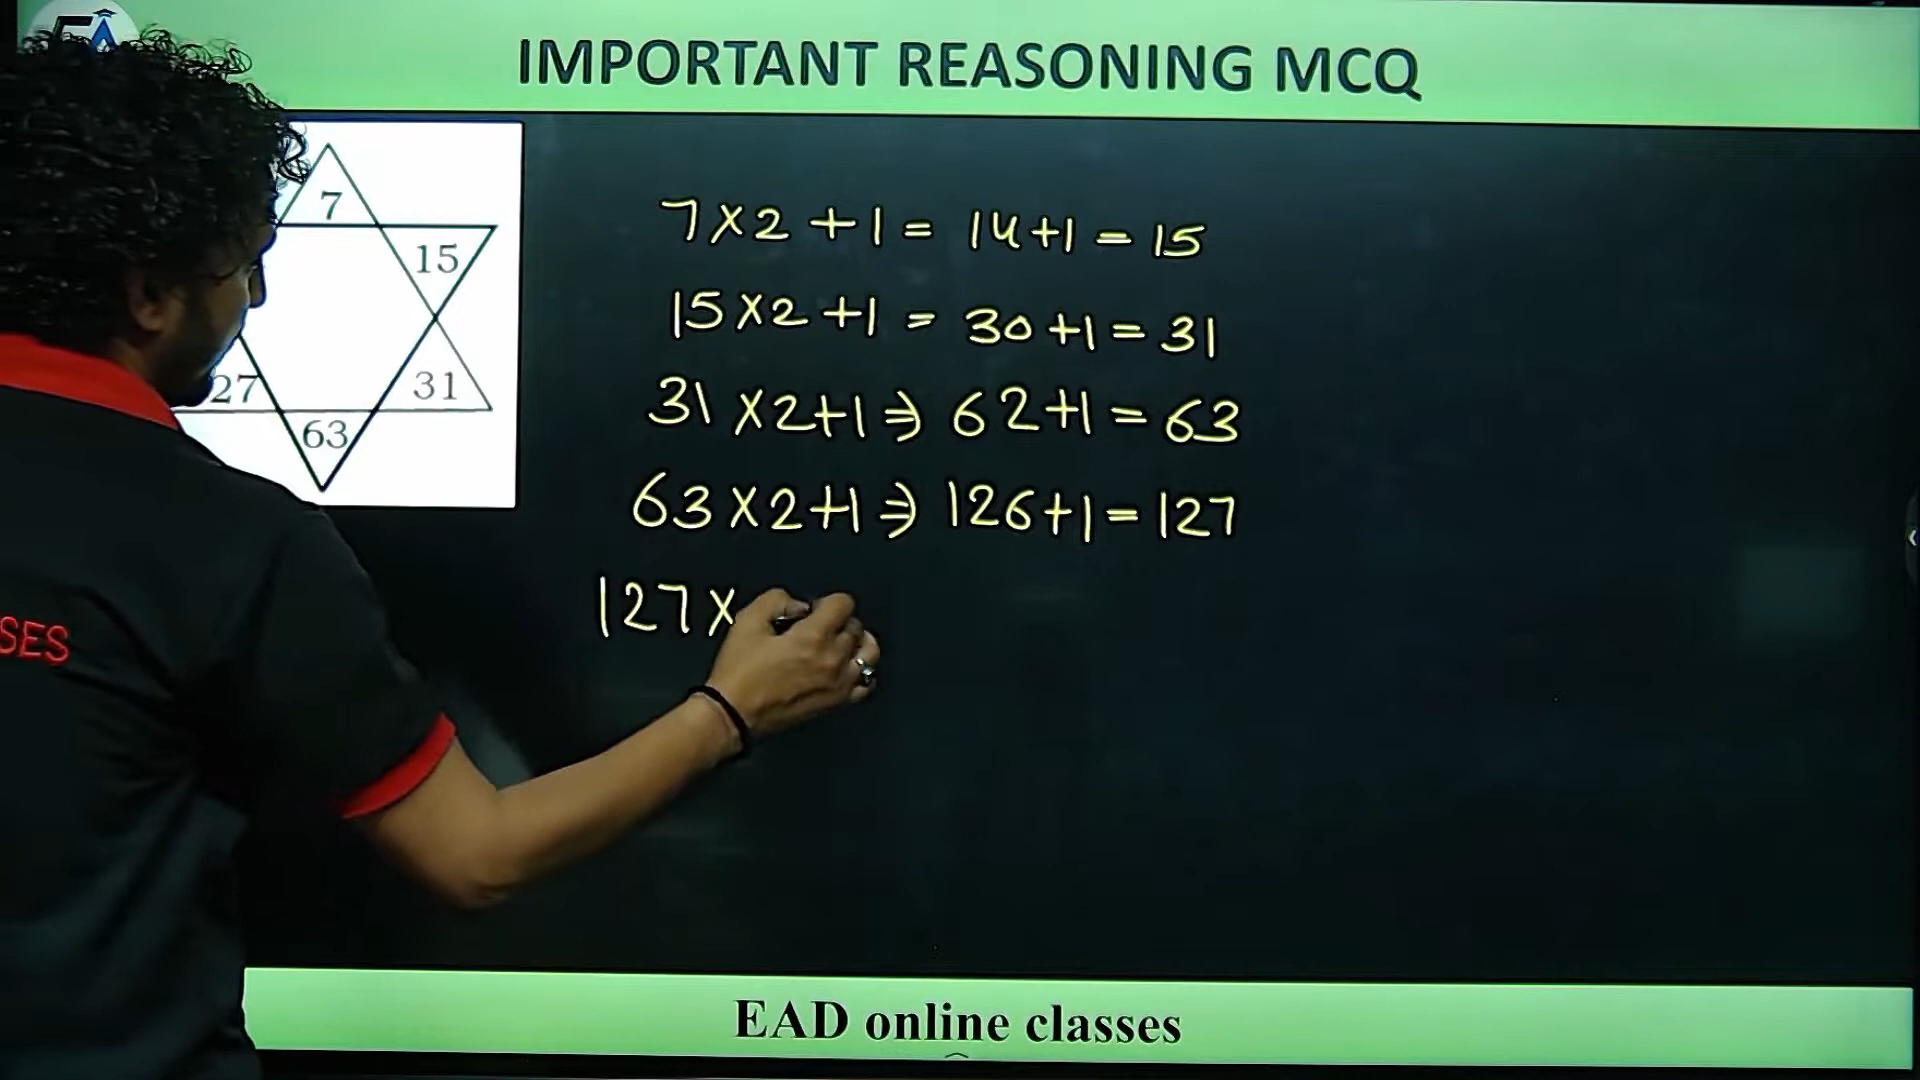 IMPORTANT REASONING MCQ
7
15
27
31
63
7×2+1 = 14+1 = 15
15×2+1 = 30+1 = 31
31×2+1 ⇒ 62+1 = 63
63×2+1 ⇒ 126+1 = 127
127×
SES
EAD online classes